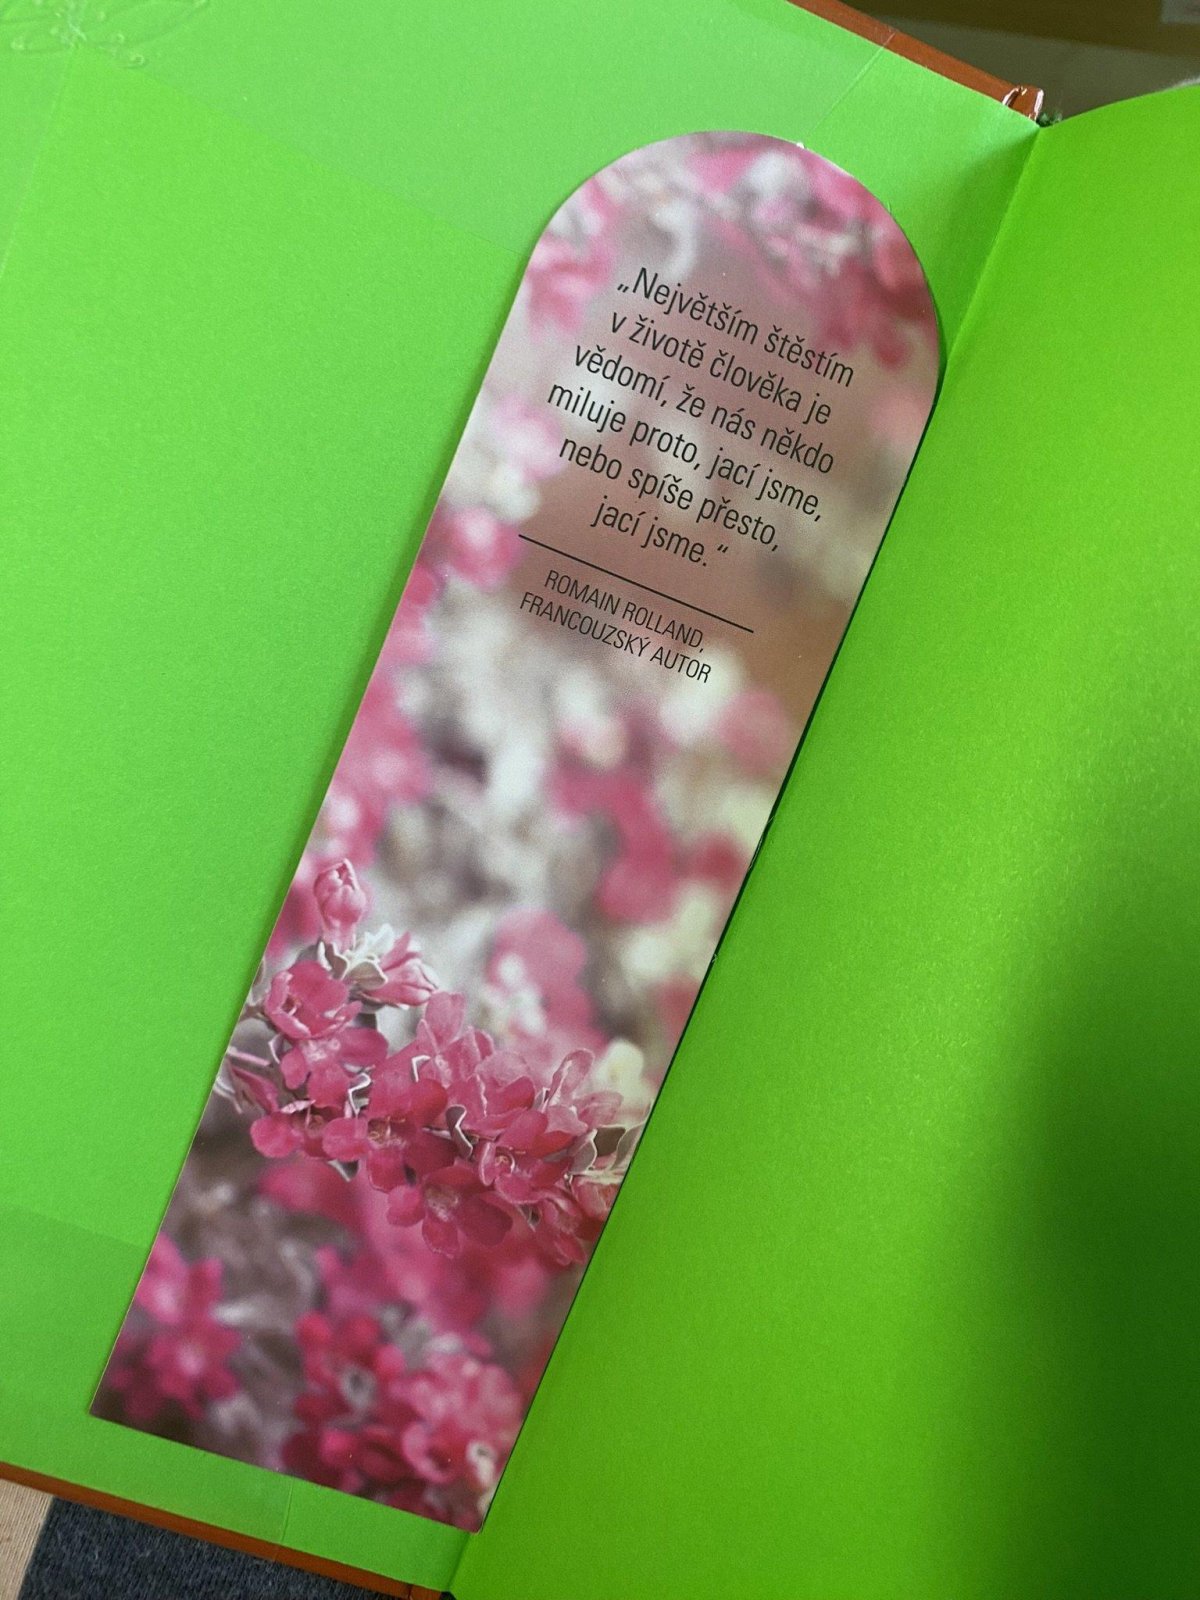 „Největším štěstím
v životě člověka je
vědomí, že nás někdo
miluje proto, jací jsme,
nebo spíše přesto,
jací jsme.“
ROMAIN ROLLAND,
FRANCOUZSKÝ AUTOR